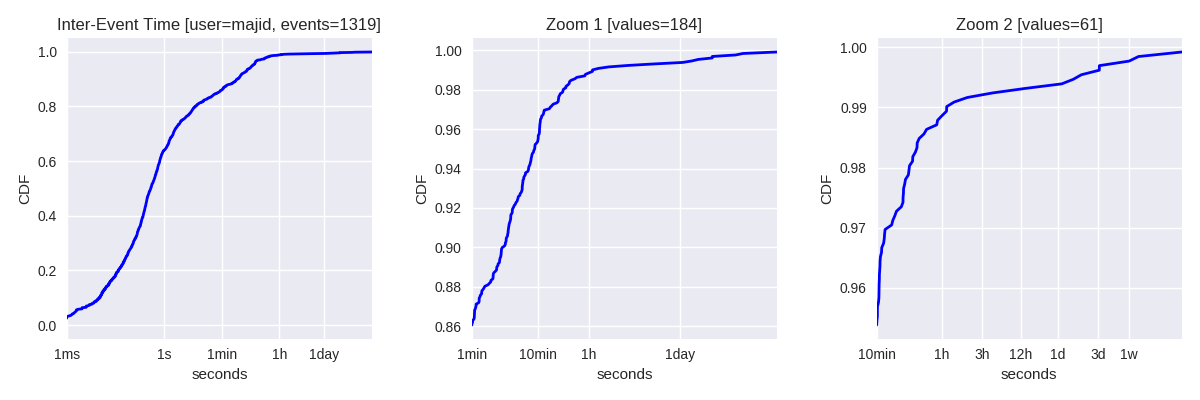 Inter-Event Time [user=majid, events=1319]
CDF
1.0
0.8
0.6
0.4
0.2
0.0
1ms 1s 1min 1h 1day
seconds
Zoom 1 [values=184]
CDF
1.00
0.98
0.96
0.94
0.92
0.90
0.88
0.86
1min 10min 1h 1day
seconds
Zoom 2 [values=61]
CDF
1.00
0.99
0.98
0.97
0.96
10min 1h 3h 12h 1d 3d 1w
seconds